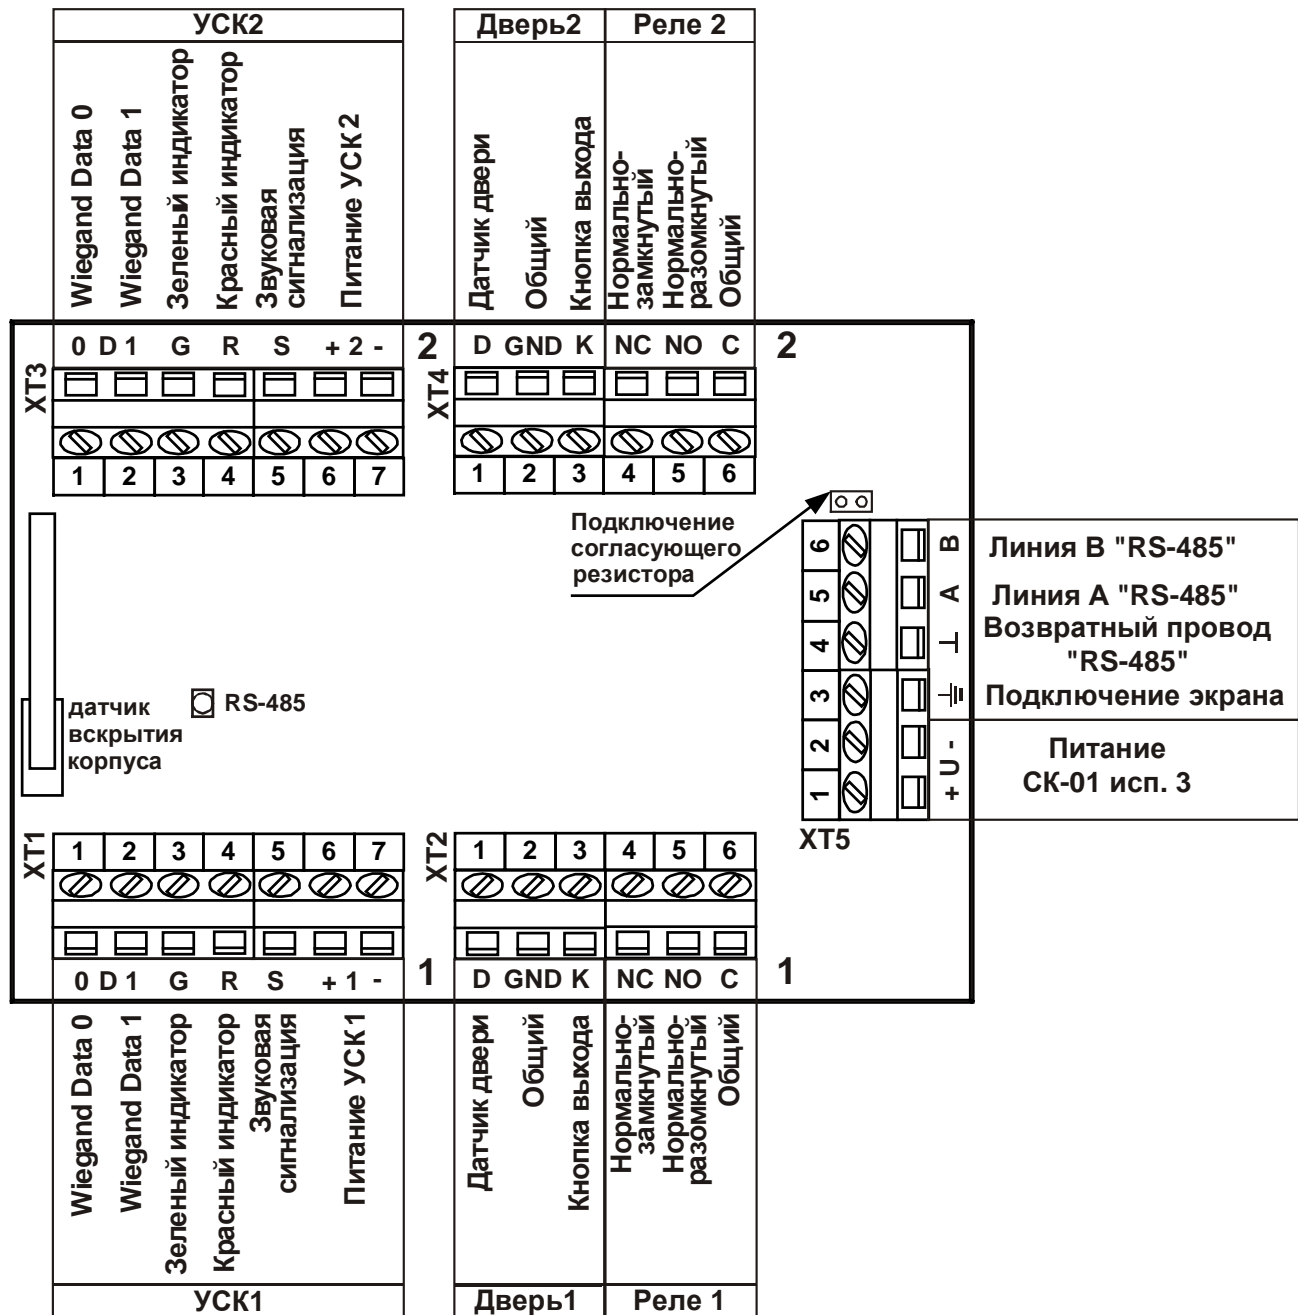 УСК2
Дверь2
Реле 2
Wiegand Data 0
Wiegand Data 1
Зеленый индикатор
Красный индикатор
Звуковая
сигнализация
Питание УСК2
Датчик двери
Общий
Кнопка выхода
Нормально-
замкнутый
Нормально-
разомкнутый
Общий
0 D 1 G R S + 2 - 2
D GND K NC NO C 2
XT3
XT4
1 2 3 4 5 6 7
1 2 3 4 5 6
Подключение
согласующего
резистора
6 B Линия B "RS-485"
5 A Линия A "RS-485"
4 ⊥ Возвратный провод
"RS-485"
3 Подключение экрана
2 1
+ U -
Питание
СК-01 исп. 3
XT5
датчик
вскрытия
корпуса
RS-485
XT1
XT2
1 2 3 4 5 6 7
1 2 3 4 5 6
0 D 1 G R S + 1 - 1
D GND K NC NO C 1
Wiegand Data 0
Wiegand Data 1
Зеленый индикатор
Красный индикатор
Звуковая
сигнализация
Питание УСК1
Датчик двери
Общий
Кнопка выхода
Нормально-
замкнутый
Нормально-
разомкнутый
Общий
УСК1
Дверь1
Реле 1